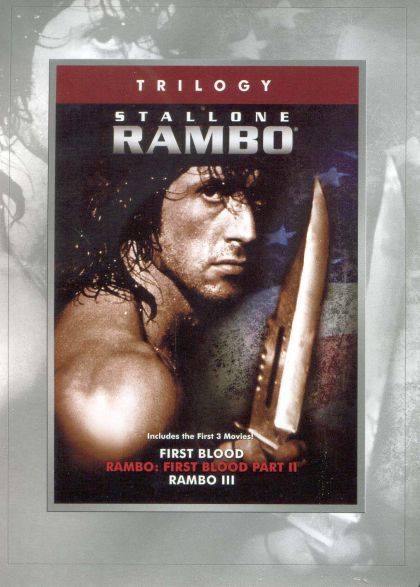 TRILOGY
STALLONE
RAMBO®
Includes the First 3 Movies!
FIRST BLOOD
RAMBO: FIRST BLOOD PART II
RAMBO III